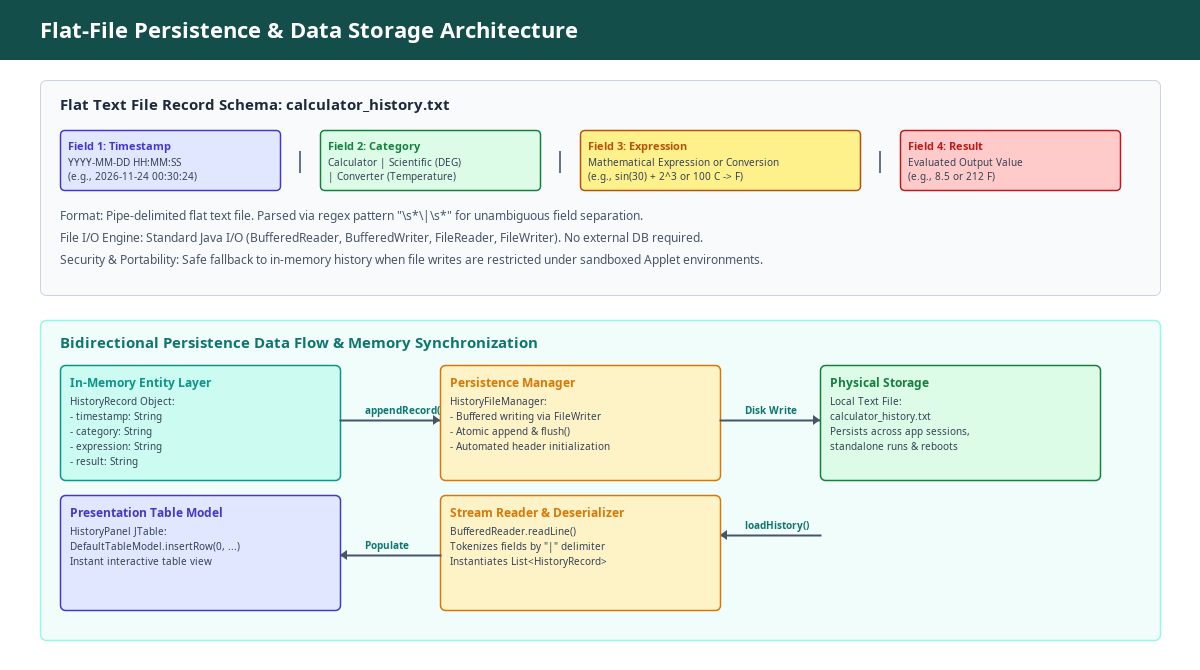 Flat-File Persistence & Data Storage Architecture
Flat Text File Record Schema: calculator_history.txt
Field 1: Timestamp
YYYY-MM-DD HH:MM:SS
(e.g., 2026-11-24 00:30:24)
|
Field 2: Category
Calculator | Scientific (DEG)
| Converter (Temperature)
|
Field 3: Expression
Mathematical Expression or Conversion
(e.g., sin(30) + 2^3 or 100 C -> F)
|
Field 4: Result
Evaluated Output Value
(e.g., 8.5 or 212 F)
Format: Pipe-delimited flat text file. Parsed via regex pattern "\s*\|\s*" for unambiguous field separation.
File I/O Engine: Standard Java I/O (BufferedReader, BufferedWriter, FileReader, FileWriter). No external DB required.
Security & Portability: Safe fallback to in-memory history when file writes are restricted under sandboxed Applet environments.
Bidirectional Persistence Data Flow & Memory Synchronization
In-Memory Entity Layer
HistoryRecord Object:
- timestamp: String
- category: String
- expression: String
- result: String
appendRecord(
Persistence Manager
HistoryFileManager:
- Buffered writing via FileWriter
- Atomic append & flush()
- Automated header initialization
Disk Write
Physical Storage
Local Text File:
calculator_history.txt
Persists across app sessions,
standalone runs & reboots
Presentation Table Model
HistoryPanel JTable:
DefaultTableModel.insertRow(0, ...)
Instant interactive table view
Populate
Stream Reader & Deserializer
BufferedReader.readLine()
Tokenizes fields by "|" delimiter
Instantiates List<HistoryRecord>
loadHistory()